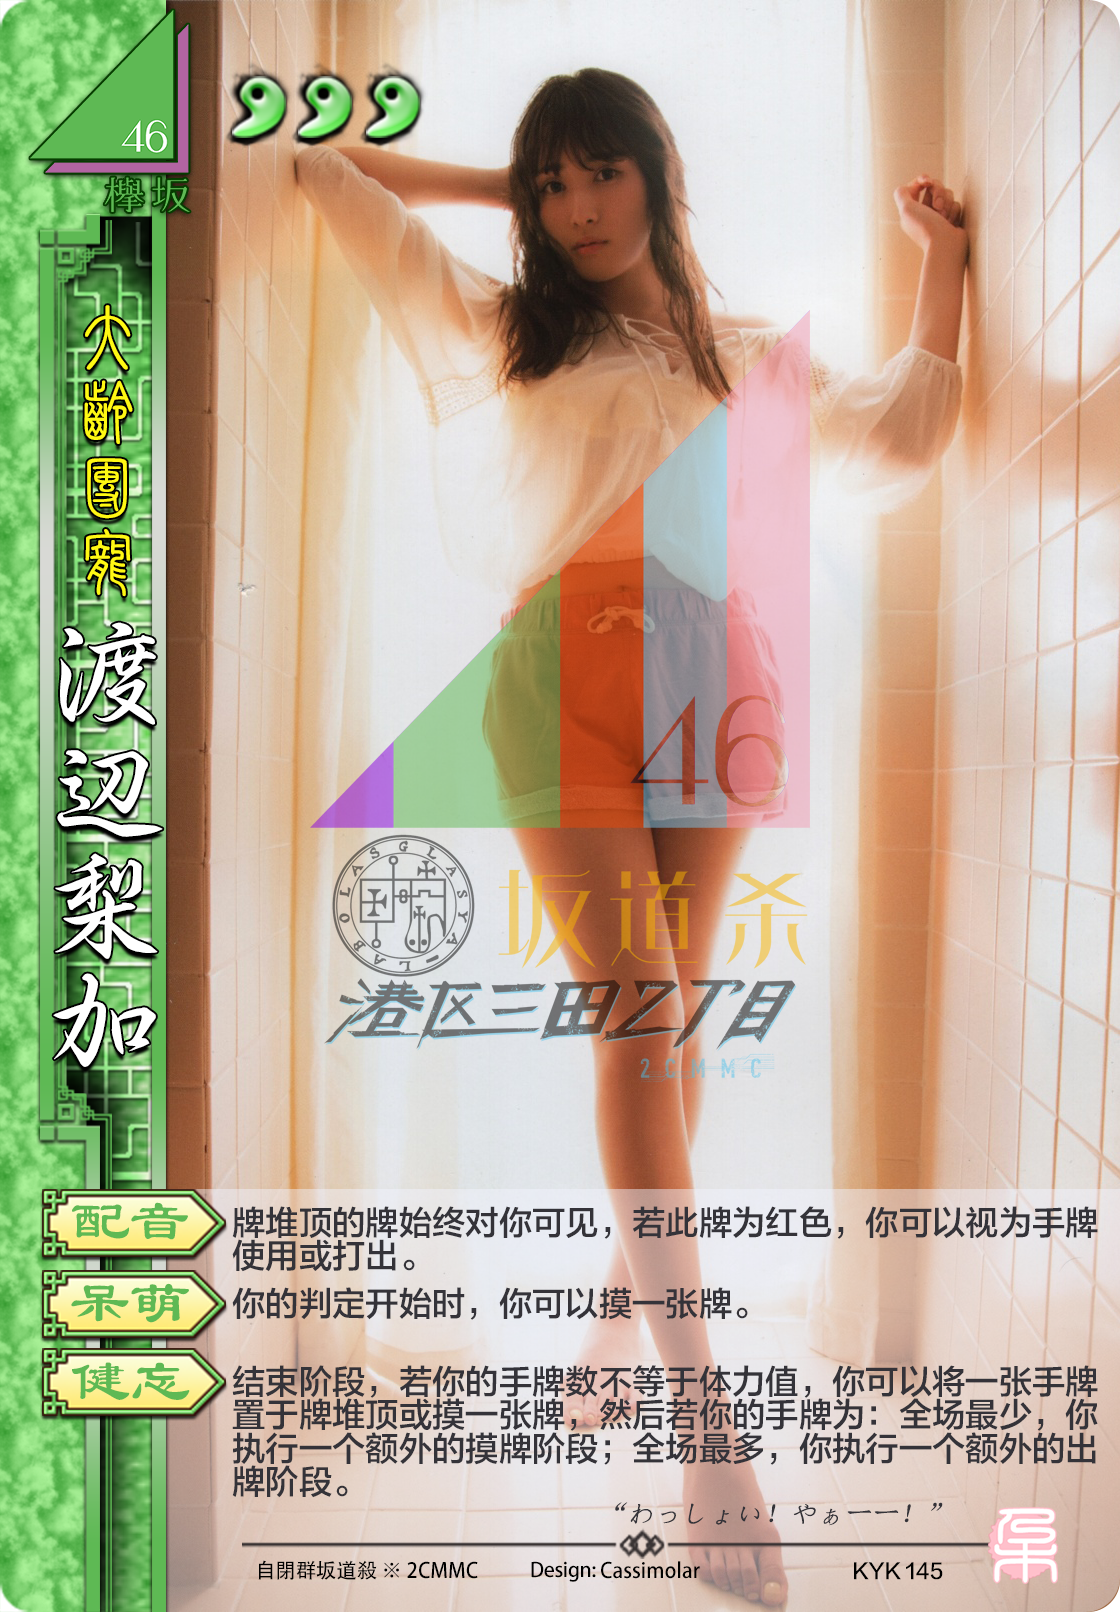 46
欅坂
大齡團寵
渡辺梨加
46
GLASYA-LABOLAS
坂道杀
港区三田2丁目
2CMMC
配音
牌堆顶的牌始终对你可见，若此牌为红色，你可以视为手牌
使用或打出。
呆萌
你的判定开始时，你可以摸一张牌。
健忘
结束阶段，若你的手牌数不等于体力值，你可以将一张手牌
置于牌堆顶或摸一张牌，然后若你的手牌为：全场最少，你
执行一个额外的摸牌阶段；全场最多，你执行一个额外的出
牌阶段。
“わっしょい！やぁーー！”
自閉群坂道殺 ※ 2CMMC
Design: Cassimolar
KYK 145